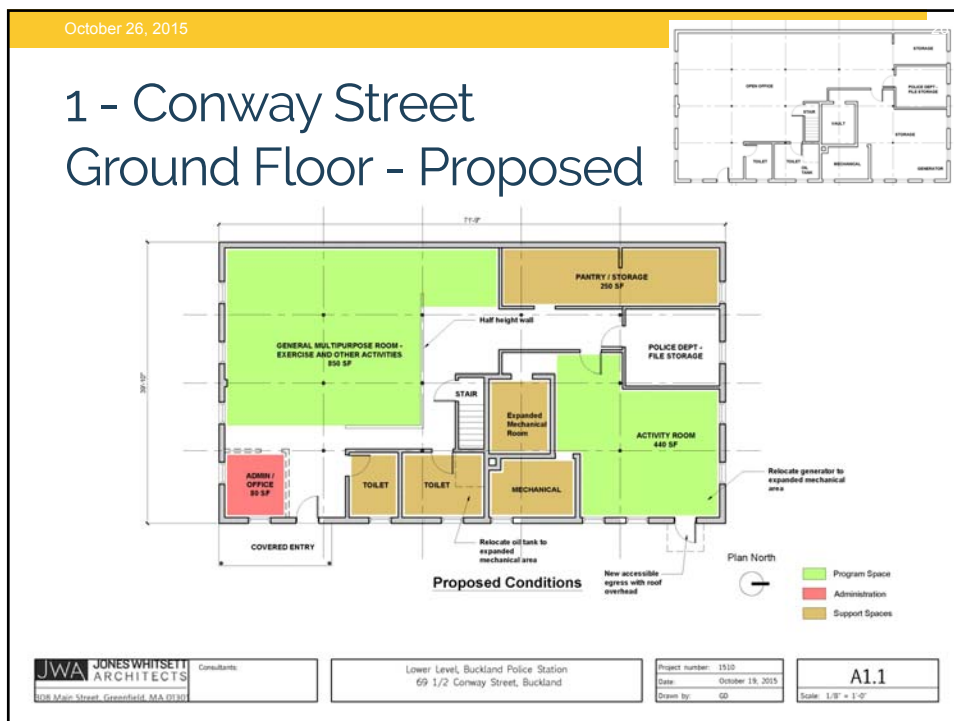 October 26, 2015
1 - Conway Street
Ground Floor - Proposed
STORAGE
OPEN OFFICE
POLICE DEPT -
FILE STORAGE
STAIR
VAULT
STORAGE
TOILET
TOILET
OIL
TANK
MECHANICAL
GENERATOR
71'-9"
39'-10"
PANTRY / STORAGE
250 SF
Half height wall
GENERAL MULTIPURPOSE ROOM -
EXERCISE AND OTHER ACTIVITIES
850 SF
POLICE DEPT -
FILE STORAGE
STAIR
Expanded
Mechanical
Room
ACTIVITY ROOM
440 SF
ADMIN /
OFFICE
80 SF
TOILET
TOILET
MECHANICAL
Relocate generator to
expanded mechanical
area
COVERED ENTRY
Relocate oil tank to
expanded
mechanical area
New accessible
egress with roof
overhead
Plan North
Proposed Conditions
Program Space
Administration
Support Spaces
JWA JONES WHITSETT
ARCHITECTS
308 Main Street, Greenfield, MA 01301
Consultants:
Lower Level, Buckland Police Station
69 1/2 Conway Street, Buckland
Project number: 1510
Date: October 19, 2015
Drawn by: GD
A1.1
Scale: 1/8" = 1'-0"